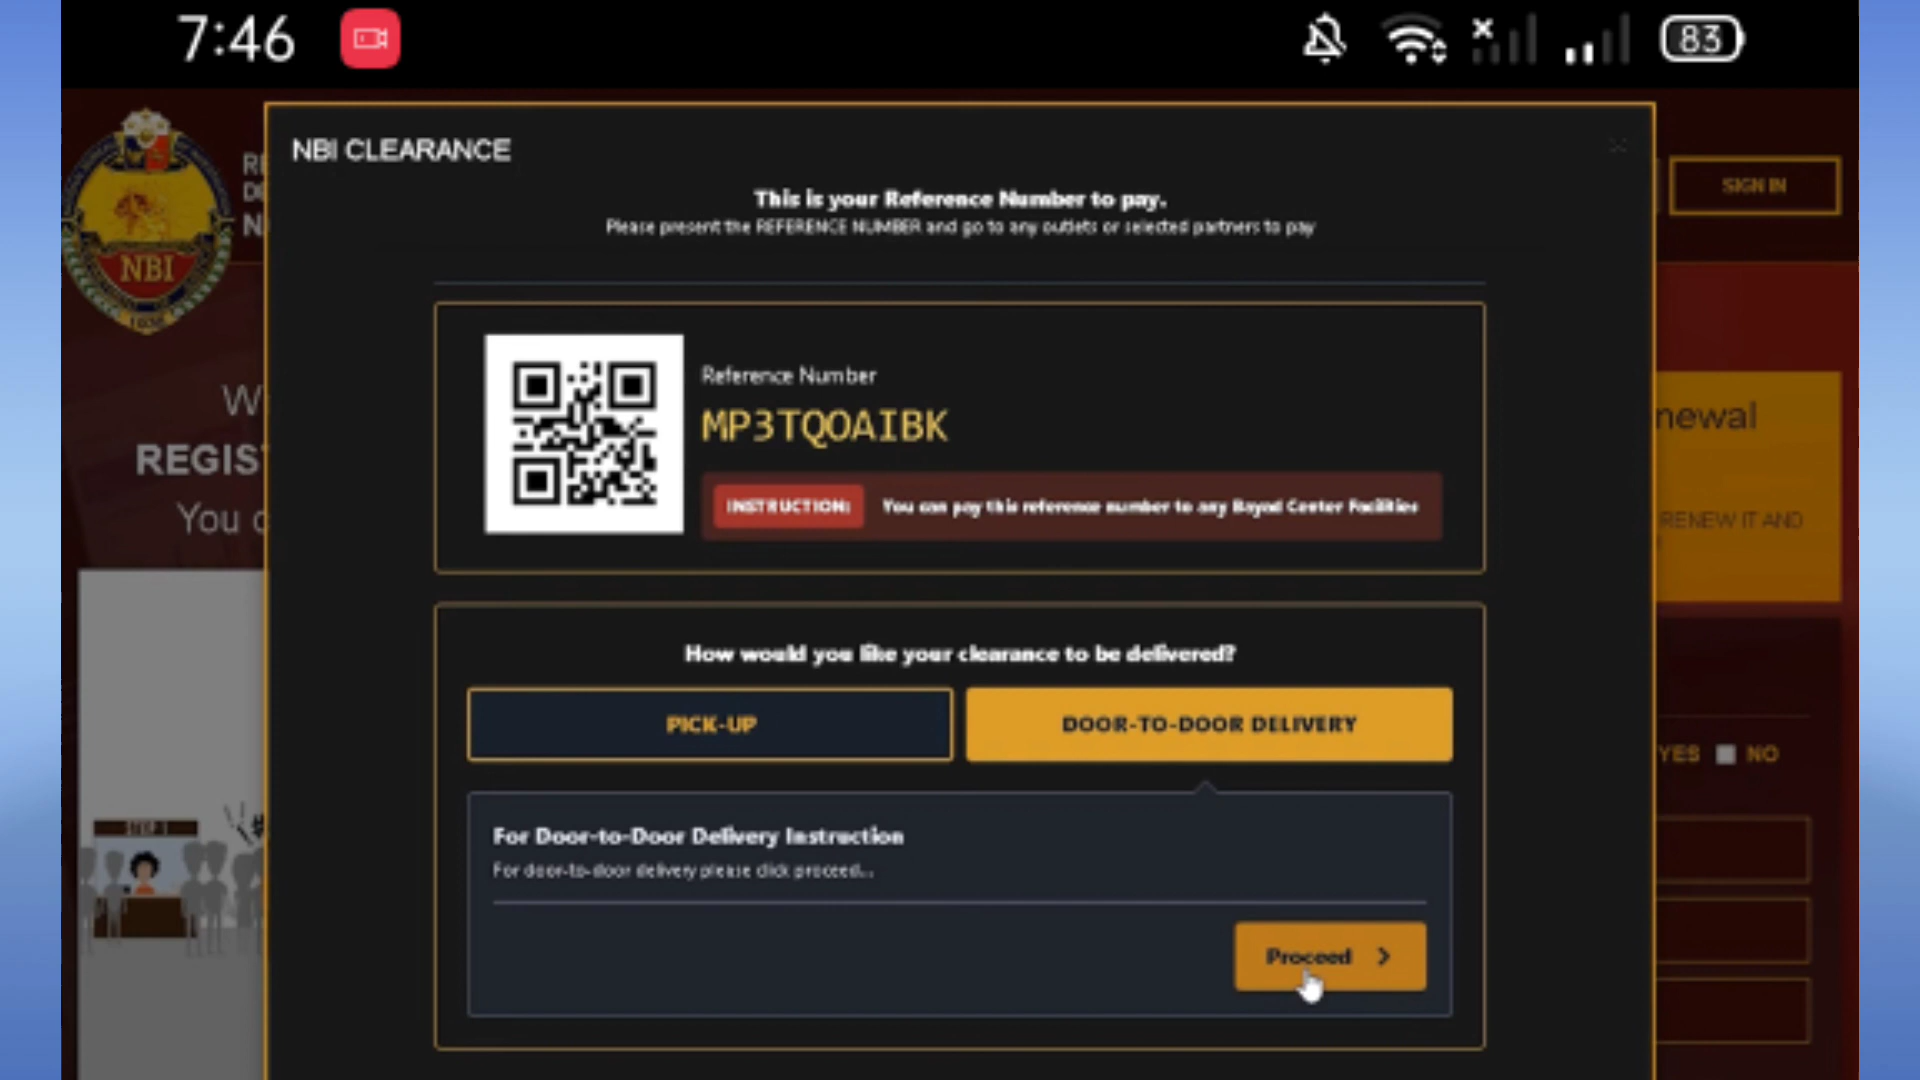 7:46
83
NBI CLEARANCE
SIGN IN
This is your Reference Number to pay.
Please present the REFERENCE NUMBER and go to any outlets or selected partners to pay
NBI
Reference Number
MP3TQOAIBK
INSTRUCTION: You can pay this reference number to any Bayad Center Facilities
REGIS
You
newal
RENEW IT AND
How would you like your clearance to be delivered?
PICK-UP
DOOR-TO-DOOR DELIVERY
YES NO
For Door-to-Door Delivery Instruction
For door-to-door delivery please click proceed...
Proceed